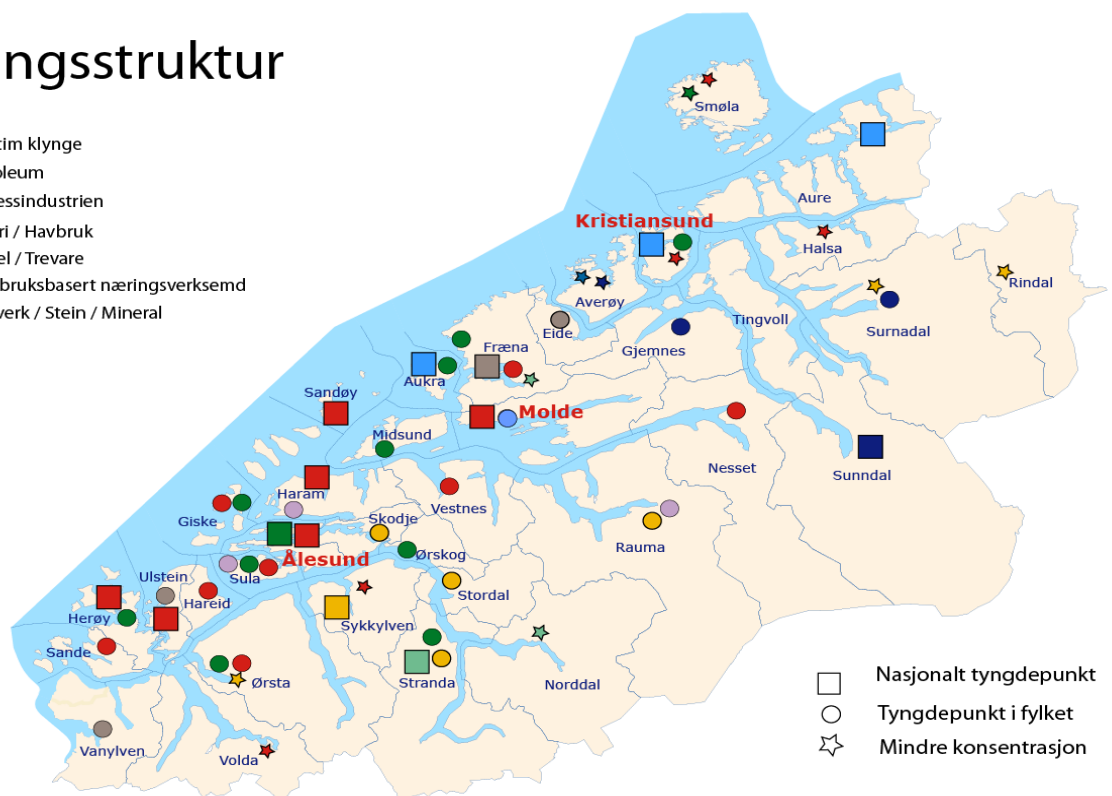 ngsstruktur
tim klynge
oleum
essindustrien
ri / Havbruk
el / Trevare
bruksbasert næringsverksemd
verk / Stein / Mineral
Smøla
Aure
Kristiansund
Halsa
Rindal
Averøy
Tingvoll
Surnadal
Eide
Gjemnes
Fræna
Aukra
Sandøy
Molde
Midsund
Nesset
Sunndal
Haram
Vestnes
Giske
Skodje
Rauma
Ørskog
Ålesund
Ulstein
Sula
Stordal
Hareid
Herøy
Sykkylven
Sande
Ørsta
Stranda
Norddal
Vanylven
Volda
Nasjonalt tyngdepunkt
Tyngdepunkt i fylket
Mindre konsentrasjon